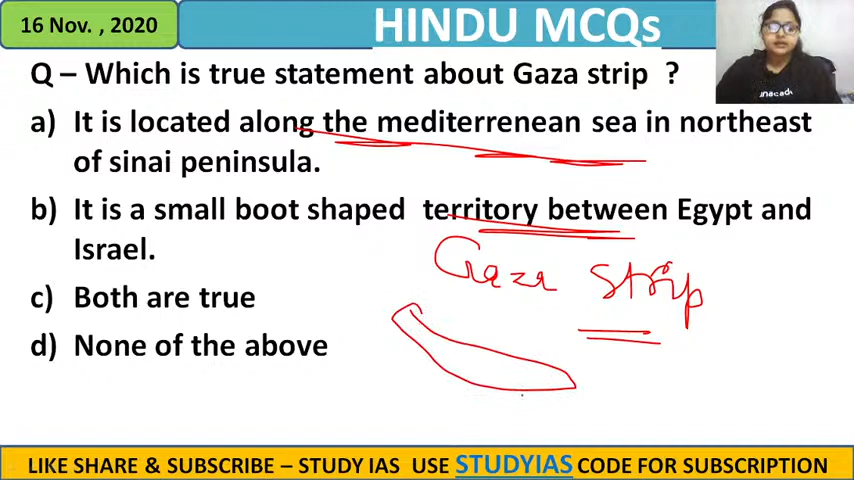 16 Nov. , 2020
HINDU MCQs
Q – Which is true statement about Gaza strip ?
a) It is located along the mediterrenean sea in northeast
of sinai peninsula.
b) It is a small boot shaped territory between Egypt and
Israel.
Gaza strip
c) Both are true
d) None of the above
unacade
LIKE SHARE & SUBSCRIBE – STUDY IAS USE STUDYIAS CODE FOR SUBSCRIPTION